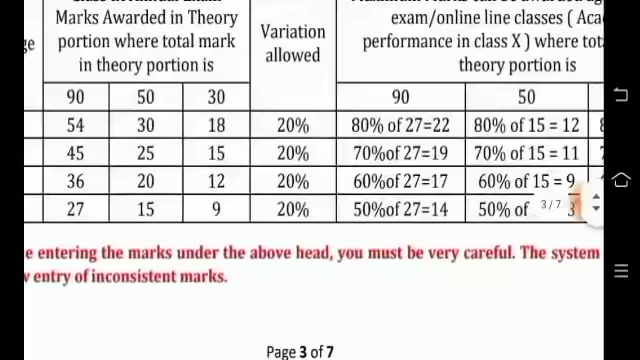 Marks Awarded in Theory
portion where total mark
in theory portion is
Variation
allowed
exam/online line classes ( Aca
performance in class X ) where tot
theory portion is
ge
90 50 30 90 50
54 30 18 20% 80% of 27=22 80% of 15 = 12
45 25 15 20% 70%of 27=19 70% of 15 = 11
36 20 12 20% 60%of 27=17 60% of 15 = 9
27 15 9 20% 50%of 27=14 50% of
3/7
e entering the marks under the above head, you must be very careful. The system
entry of inconsistent marks.
Page 3 of 7